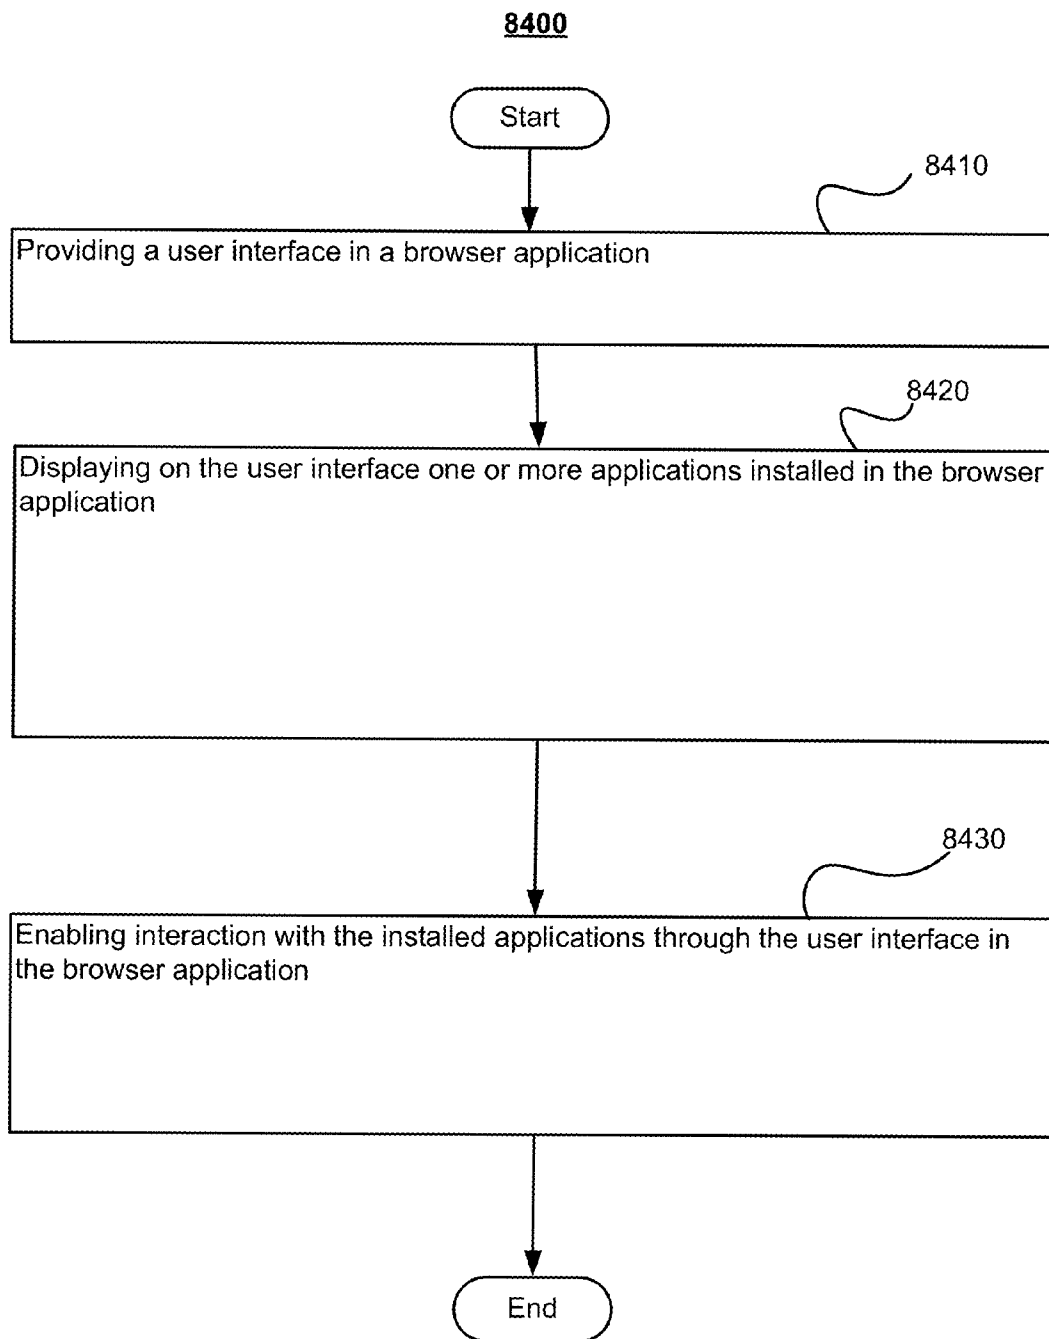 8400
Start
8410
Providing a user interface in a browser application
8420
Displaying on the user interface one or more applications installed in the browser
application
8430
Enabling interaction with the installed applications through the user interface in
the browser application
End